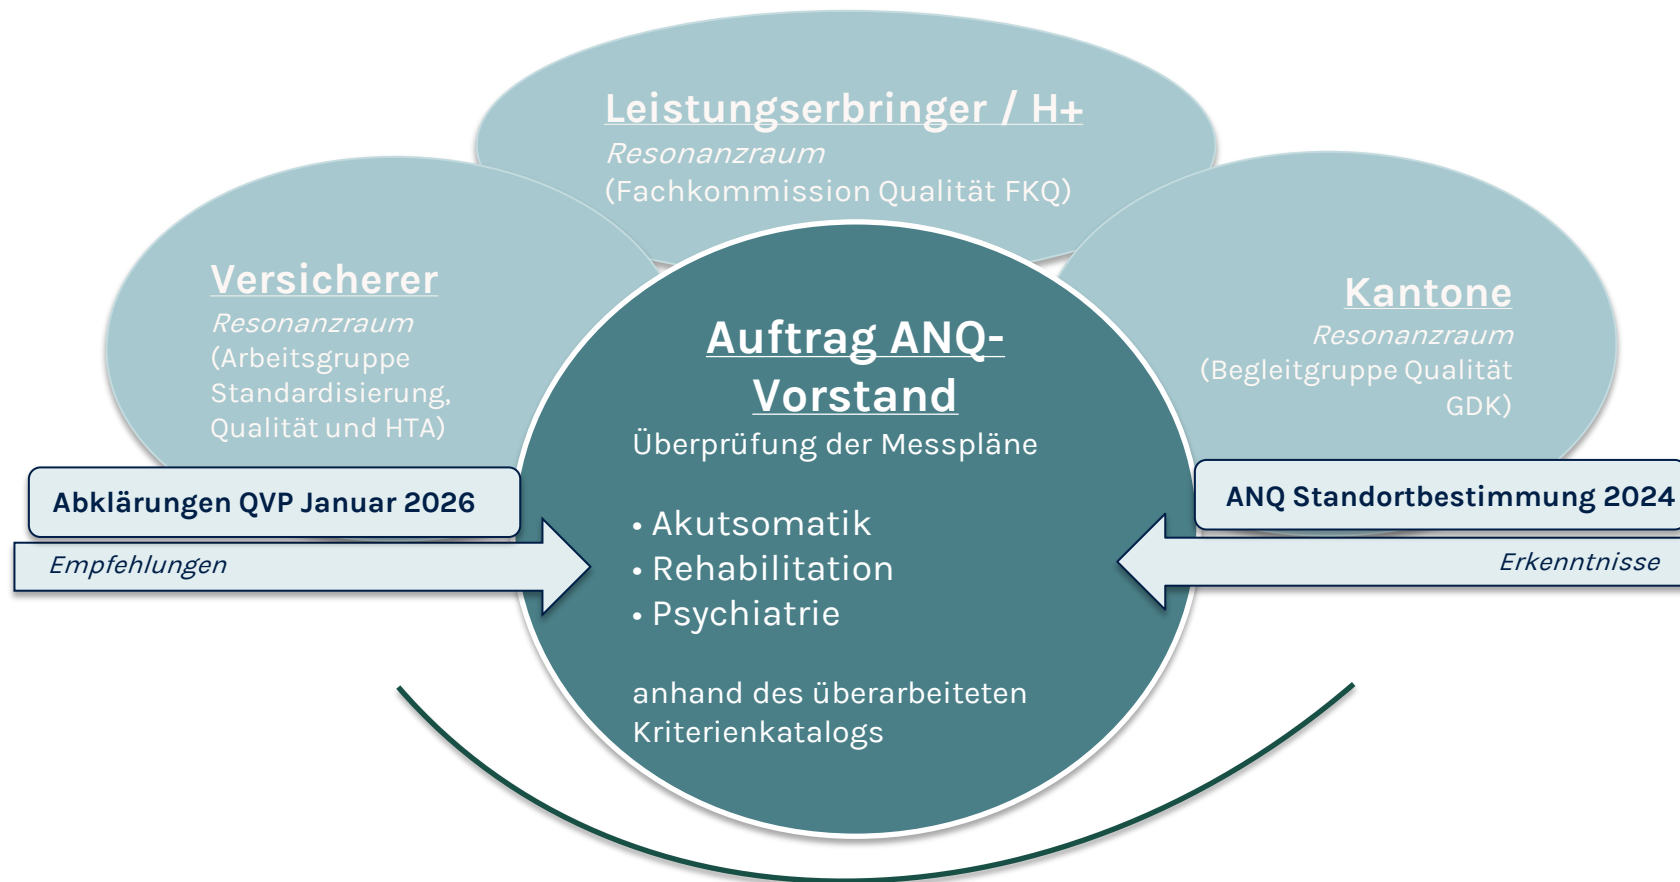 Leistungserbringer / H+
Resonanzraum
(Fachkommission Qualität FKQ)
Versicherer
Resonanzraum
(Arbeitsgruppe
Standardisierung,
Qualität und HTA)
Kantone
Resonanzraum
(Begleitgruppe Qualität
GDK)
Auftrag ANQ-
Vorstand
Überprüfung der Messpläne
• Akutsomatik
• Rehabilitation
• Psychiatrie
anhand des überarbeiteten
Kriterienkatalogs
Abklärungen QVP Januar 2026
Empfehlungen
ANQ Standortbestimmung 2024
Erkenntnisse